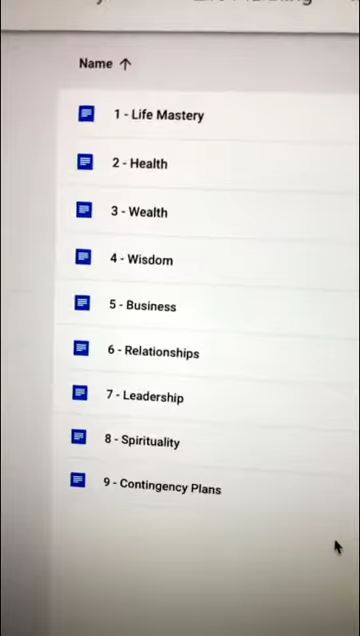 Name ↑
1 - Life Mastery
2 - Health
3 - Wealth
4 - Wisdom
5 - Business
6 - Relationships
7 - Leadership
8 - Spirituality
9 - Contingency Plans